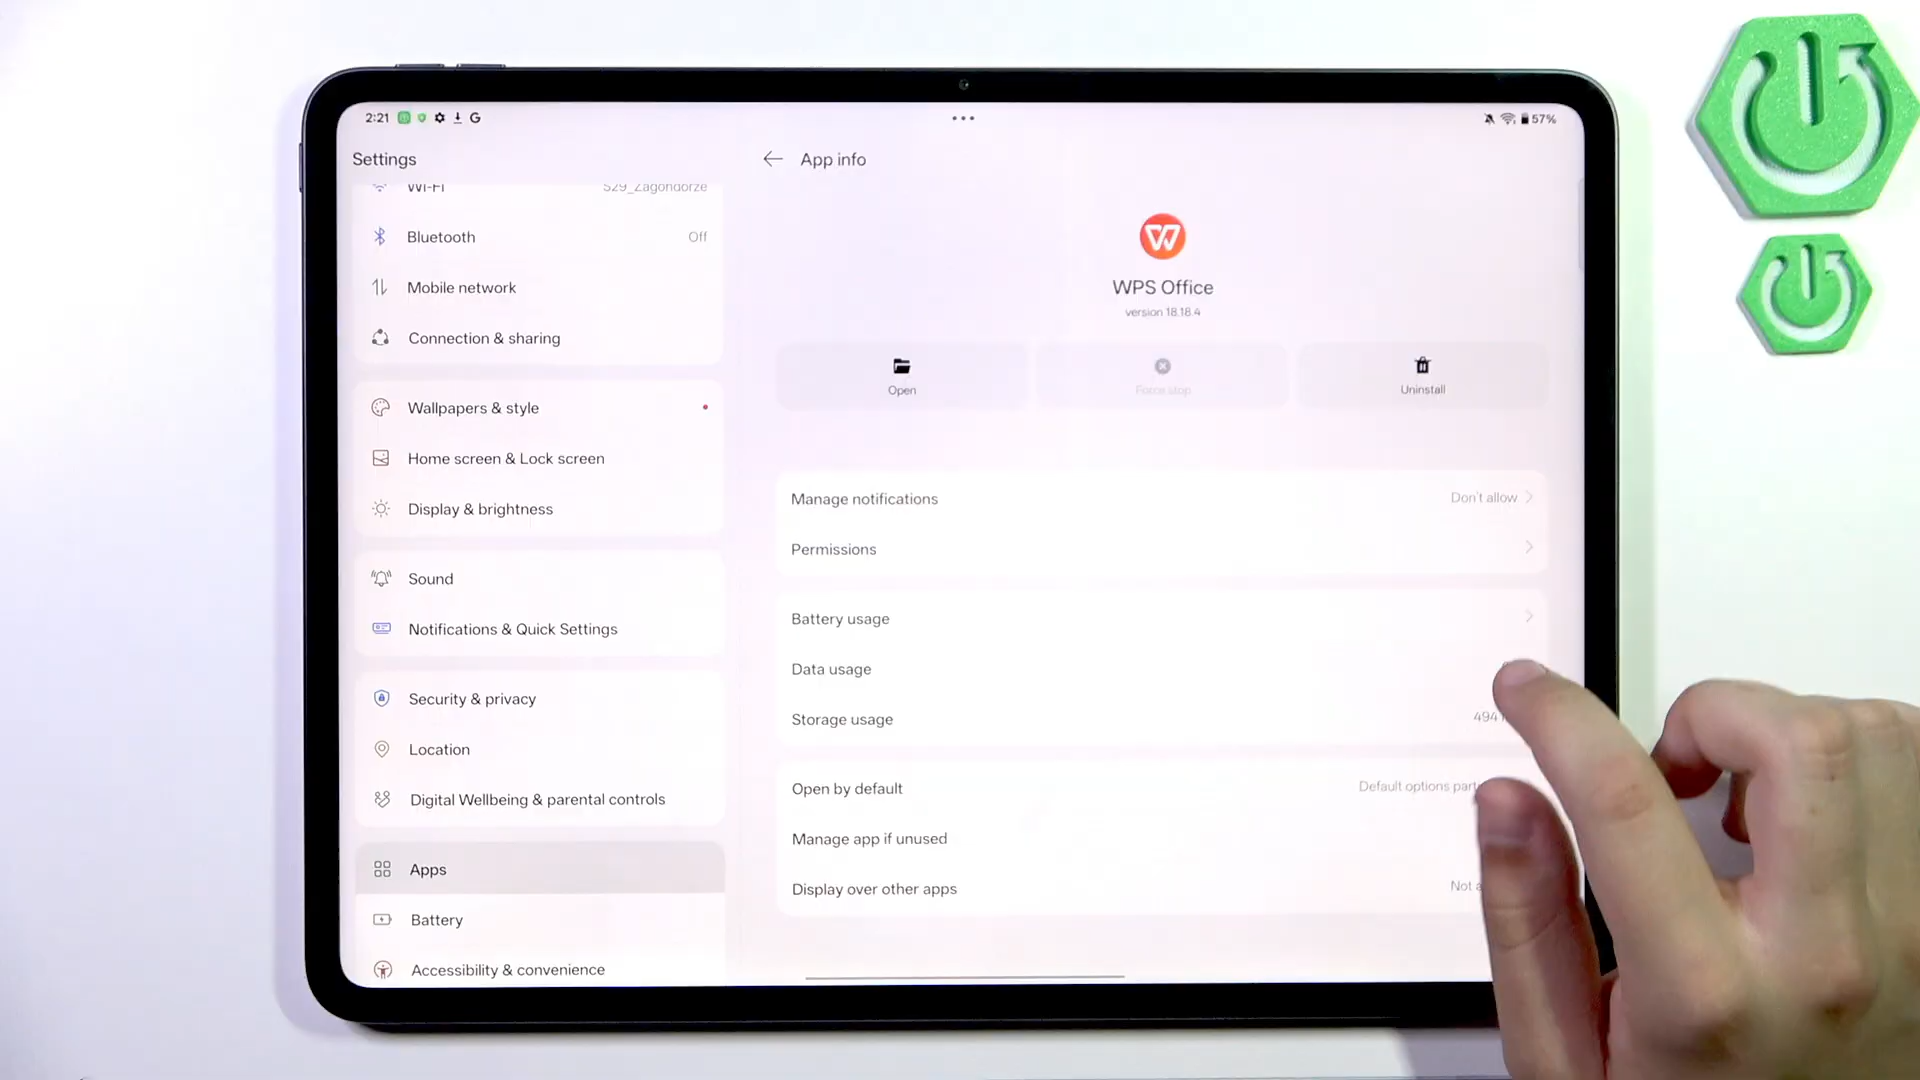 2:21
57%
Settings
App info
Wi-Fi S29_Zagondorze
Bluetooth Off
Mobile network
Connection & sharing
Wallpapers & style
Home screen & Lock screen
Display & brightness
Sound
Notifications & Quick Settings
Security & privacy
Location
Digital Wellbeing & parental controls
Apps
Battery
Accessibility & convenience
WPS Office
version 18.18.4
Open
Force stop
Uninstall
Manage notifications Don't allow
Permissions
Battery usage
Data usage
Storage usage 494
Open by default Default options
Manage app if unused
Display over other apps Not